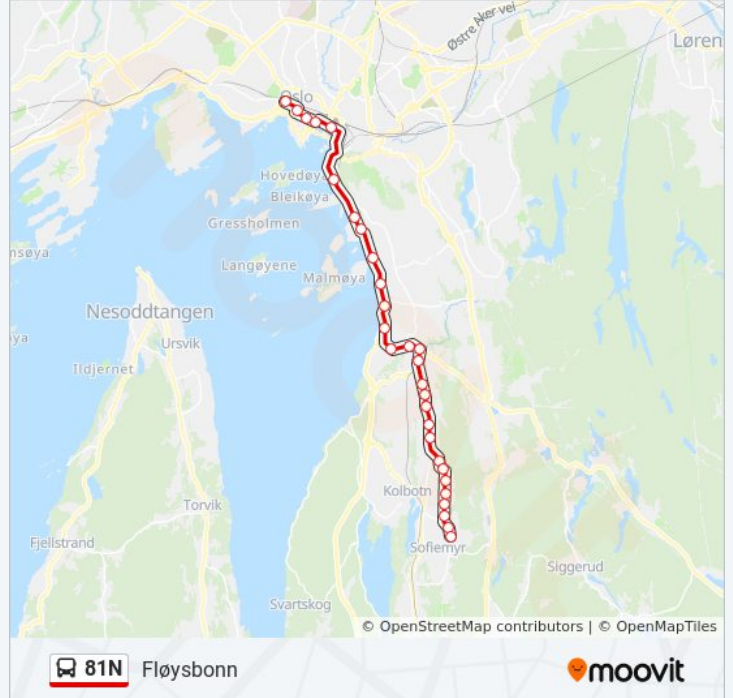 Østre Aker vei
Løren
Oslo
Hovedøya
Bleikøya
Gressholmen
Langøyene
Malmøya
Nesoddtangen
Ursvik
Ildjernet
Torvik
Kolbotn
Fjellstrand
Sofiemyr
Siggerud
Svartskog
© OpenStreetMap contributors | © OpenMapTiles
81N Fløysbonn
moovit